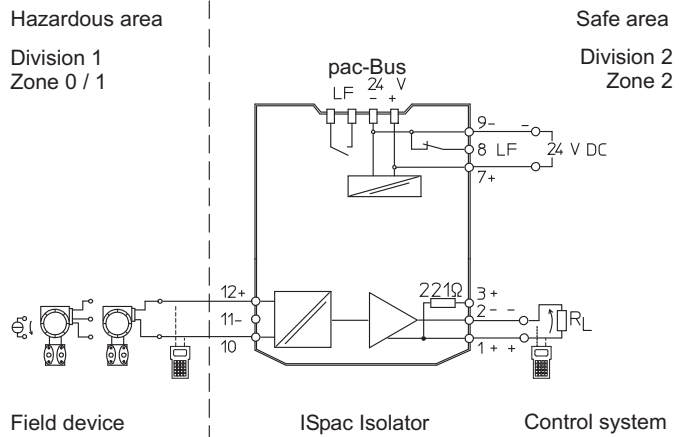 Hazardous area
Safe area
Division 1
Zone 0 / 1
Division 2
Zone 2
pac-Bus
LF 24 V
- +
9- - -
8 LF
24 V DC
7+
12+
11-
10
221Ω
3 +
2 - -
1 + +
RL
Field device
ISpac Isolator
Control system